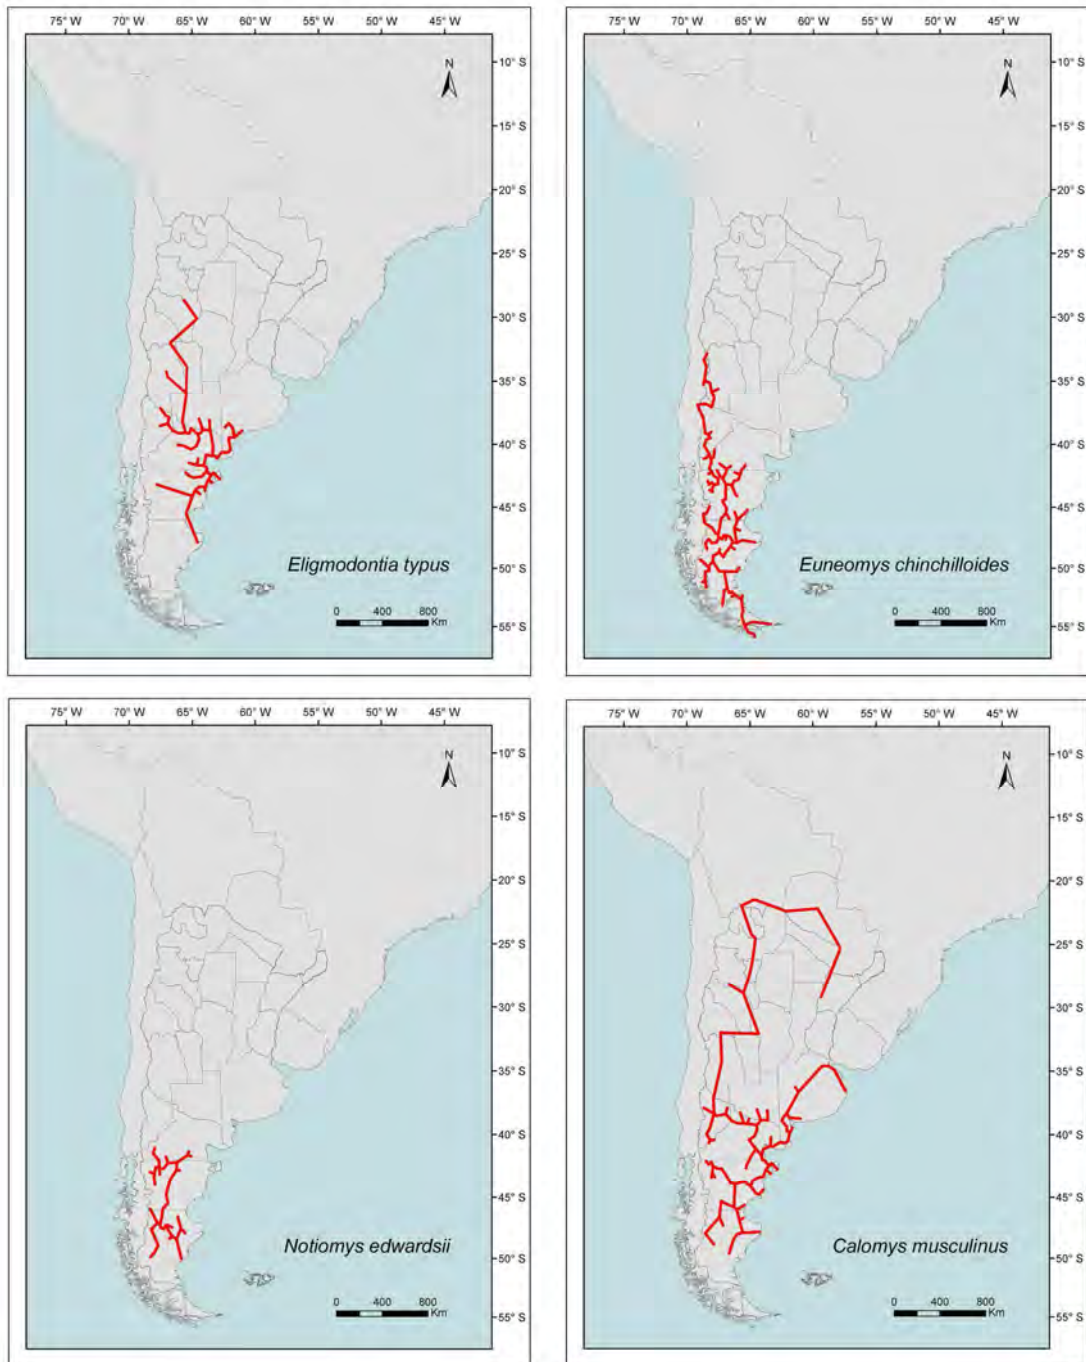 75° W 70° W 65° W 60° W 55° W 50° W 45° W
N
10° S
15° S
20° S
25° S
30° S
35° S
40° S
45° S
50° S
55° S
Eligmodontia typus
0 400 800
Km
75° W 70° W 65° W 60° W 55° W 50° W 45° W
N
10° S
15° S
20° S
25° S
30° S
35° S
40° S
45° S
50° S
55° S
Euneomys chinchilloides
0 400 800
Km
75° W 70° W 65° W 60° W 55° W 50° W 45° W
N
10° S
15° S
20° S
25° S
30° S
35° S
40° S
45° S
50° S
55° S
Notiomys edwardsii
0 400 800
Km
75° W 70° W 65° W 60° W 55° W 50° W 45° W
N
10° S
15° S
20° S
25° S
30° S
35° S
40° S
45° S
50° S
55° S
Calomys musculinus
0 400 800
Km